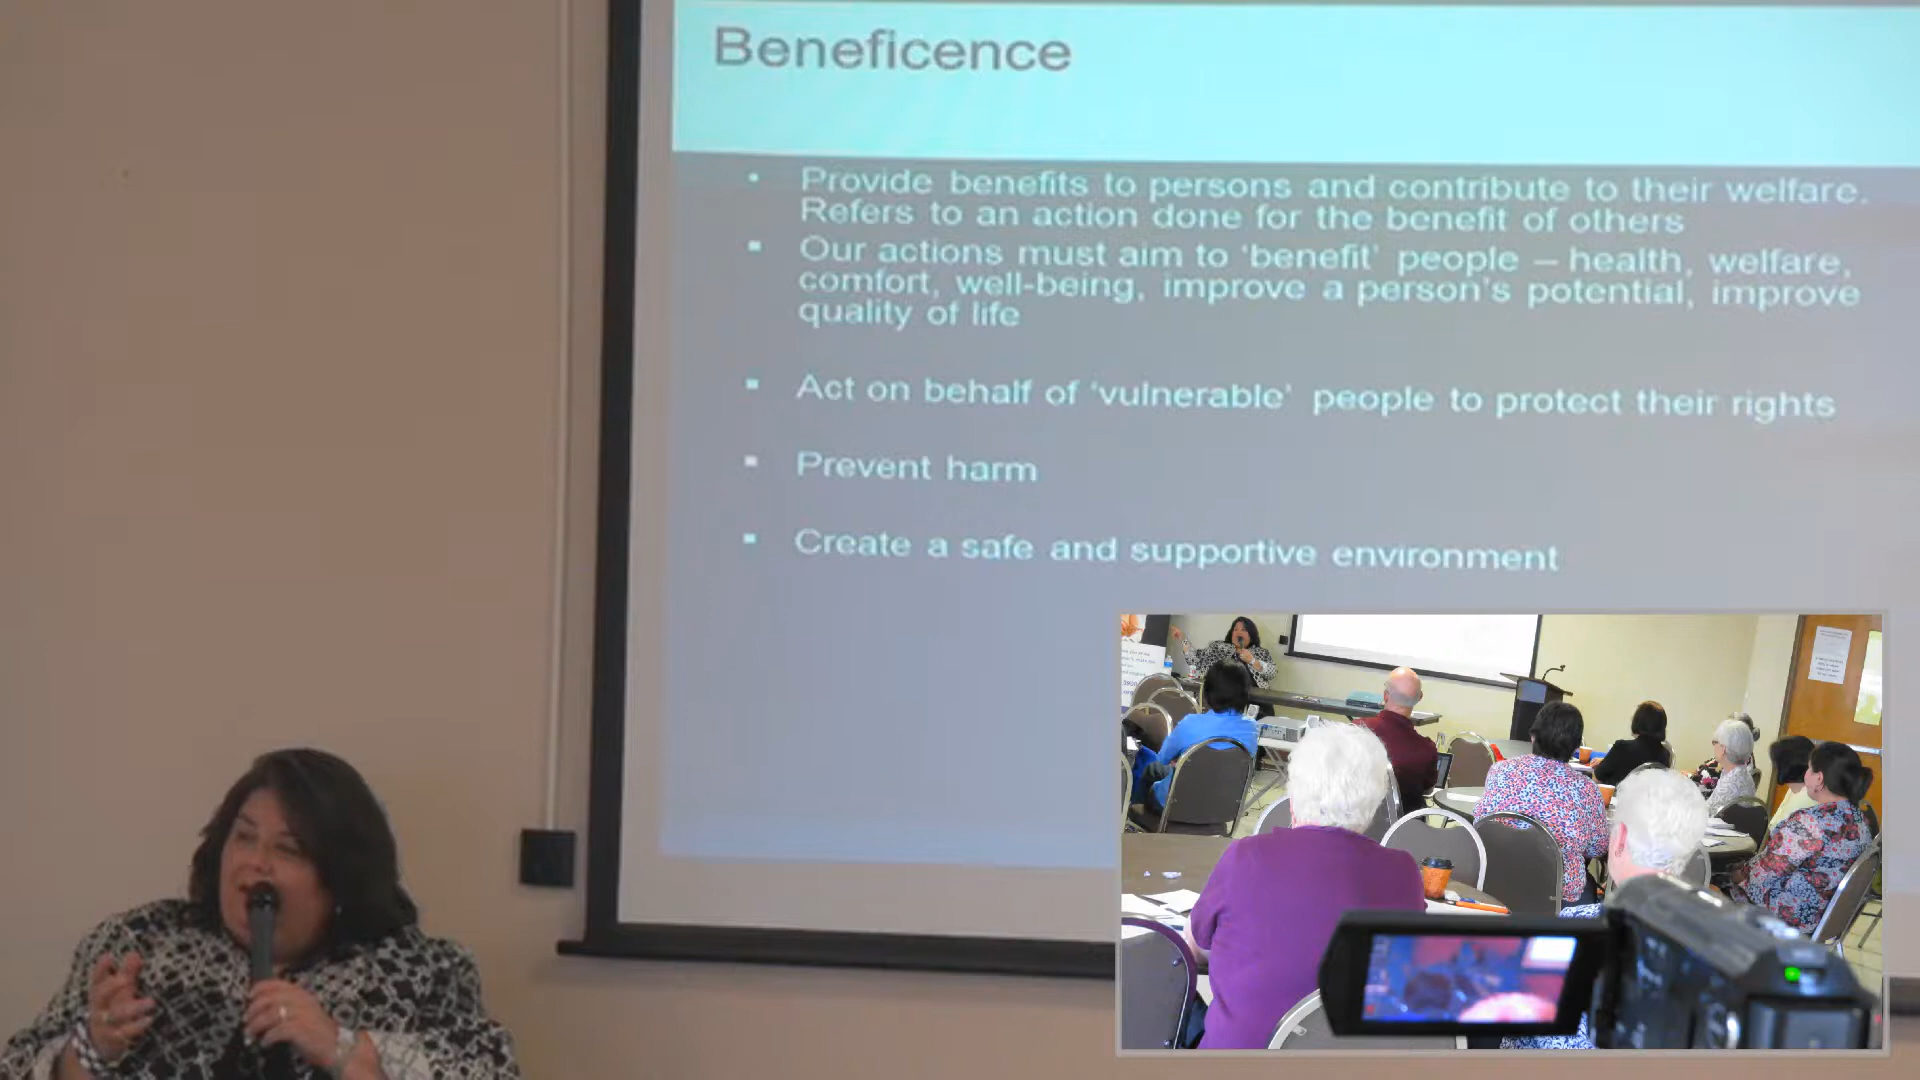 Beneficence
• Provide benefits to persons and contribute to their welfare.
Refers to an action done for the benefit of others
▪ Our actions must aim to ‘benefit’ people – health, welfare,
comfort, well-being, improve a person's potential, improve
quality of life
▪ Act on behalf of ‘vulnerable’ people to protect their rights
▪ Prevent harm
▪ Create a safe and supportive environment